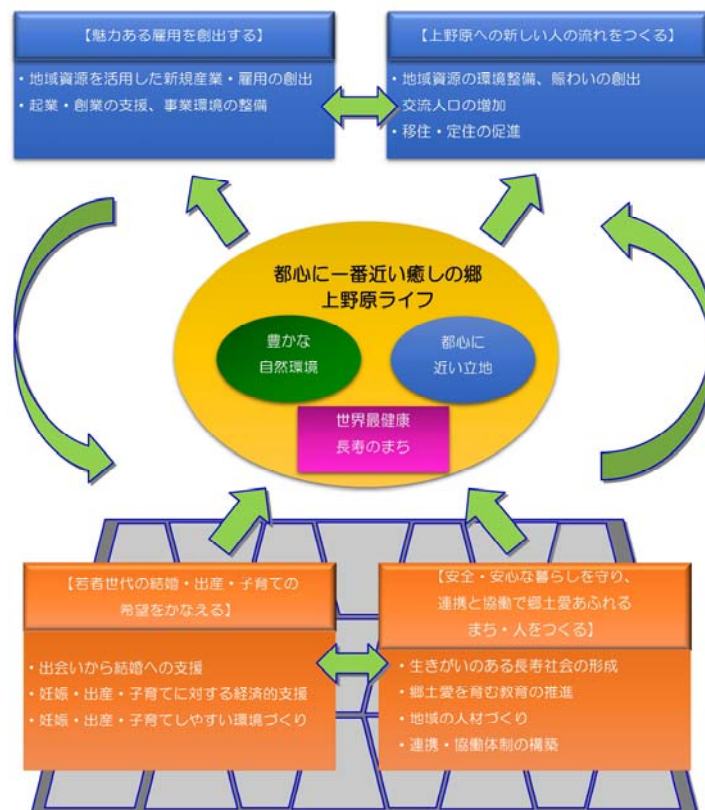 【魅力ある雇用を創出する】
・地域資源を活用した新規産業・雇用の創出
・起業・創業の支援、事業環境の整備
【上野原への新しい人の流れをつくる】
・地域資源の環境整備、賑わいの創出
・交流人口の増加
・移住・定住の促進
都心に一番近い癒しの郷
上野原ライフ
豊かな
自然環境
都心に
近い立地
世界最健康
長寿のまち
【若者世代の結婚・出産・子育ての
希望をかなえる】
・出会いから結婚への支援
・妊娠・出産・子育てに対する経済的支援
・妊娠・出産・子育てしやすい環境づくり
【安全・安心な暮らしを守り、
連携と協働で郷土愛あふれる
まち・人をつくる】
・生きがいのある長寿社会の形成
・郷土愛を育む教育の推進
・地域の人材づくり
・連携・協働体制の構築